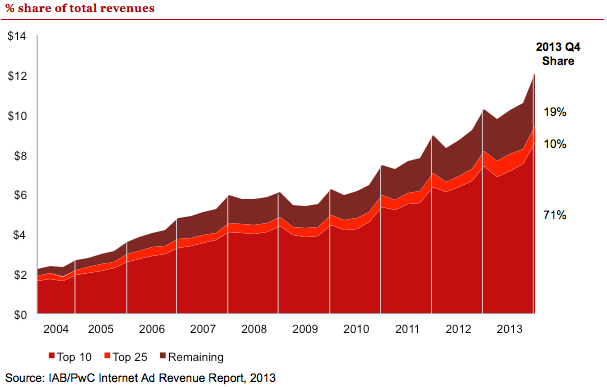 % share of total revenues
$14
2013 Q4
Share
$12
19%
$10
10%
$8
$6
71%
$4
$2
$0
2004 2005 2006 2007 2008 2009 2010 2011 2012 2013
Top 10 Top 25 Remaining
Source: IAB/PwC Internet Ad Revenue Report, 2013